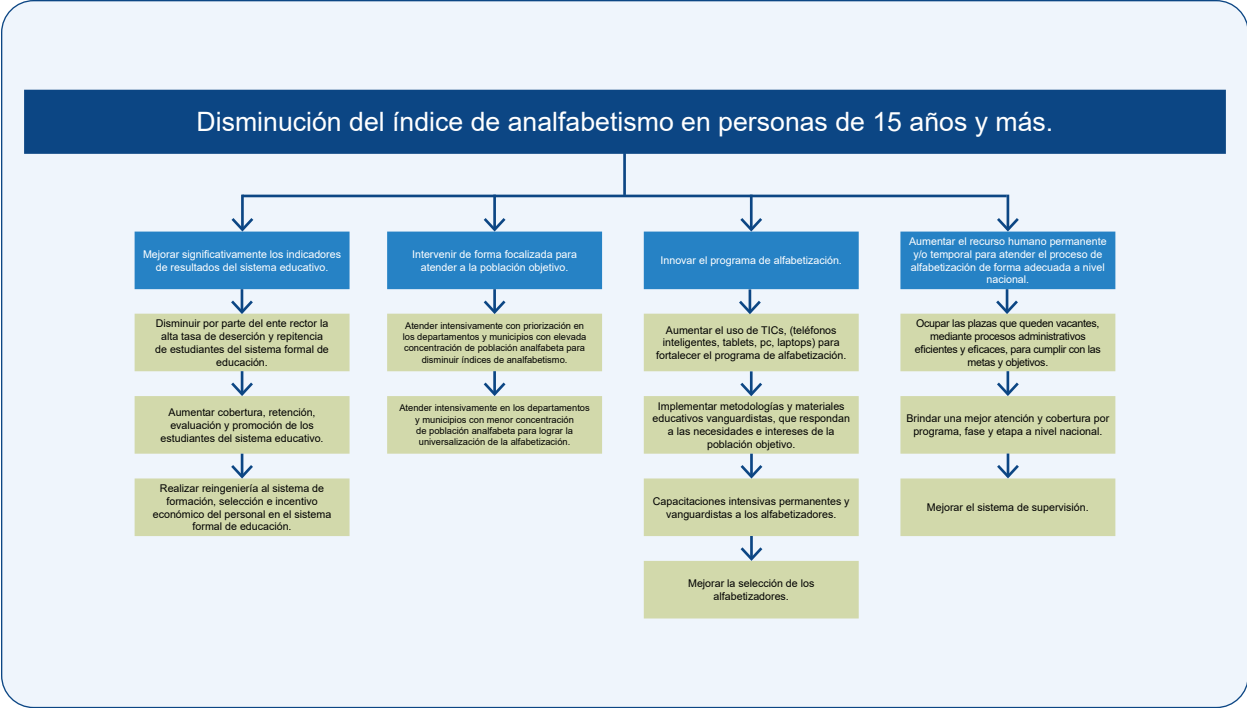 Disminución del índice de analfabetismo en personas de 15 años y más.
Mejorar significativamente los indicadores
de resultados del sistema educativo.
Disminuir por parte del ente rector la
alta tasa de deserción y repitencia
de estudiantes del sistema formal de
educación.
Aumentar cobertura, retención,
evaluación y promoción de los
estudiantes del sistema educativo.
Realizar reingeniería al sistema de
formación, selección e incentivo
económico del personal en el sistema
formal de educación.
Intervenir de forma focalizada para
atender a la población objetivo.
Atender intensivamente con priorización en
los departamentos y municipios con elevada
concentración de población analfabeta para
disminuir índices de analfabetismo.
Atender intensivamente en los departamentos
y municipios con menor concentración
de población analfabeta para lograr la
universalización de la alfabetización.
Innovar el programa de alfabetización.
Aumentar el uso de TICs, (teléfonos
inteligentes, tablets, pc, laptops) para
fortalecer el programa de alfabetización.
Implementar metodologías y materiales
educativos vanguardistas, que respondan
a las necesidades e intereses de la
población objetivo.
Capacitaciones intensivas permanentes y
vanguardistas a los alfabetizadores.
Mejorar la selección de los
alfabetizadores.
Aumentar el recurso humano permanente
y/o temporal para atender el proceso de
alfabetización de forma adecuada a nivel
nacional.
Ocupar las plazas que queden vacantes,
mediante procesos administrativos
eficientes y eficaces, para cumplir con las
metas y objetivos.
Brindar una mejor atención y cobertura por
programa, fase y etapa a nivel nacional.
Mejorar el sistema de supervisión.